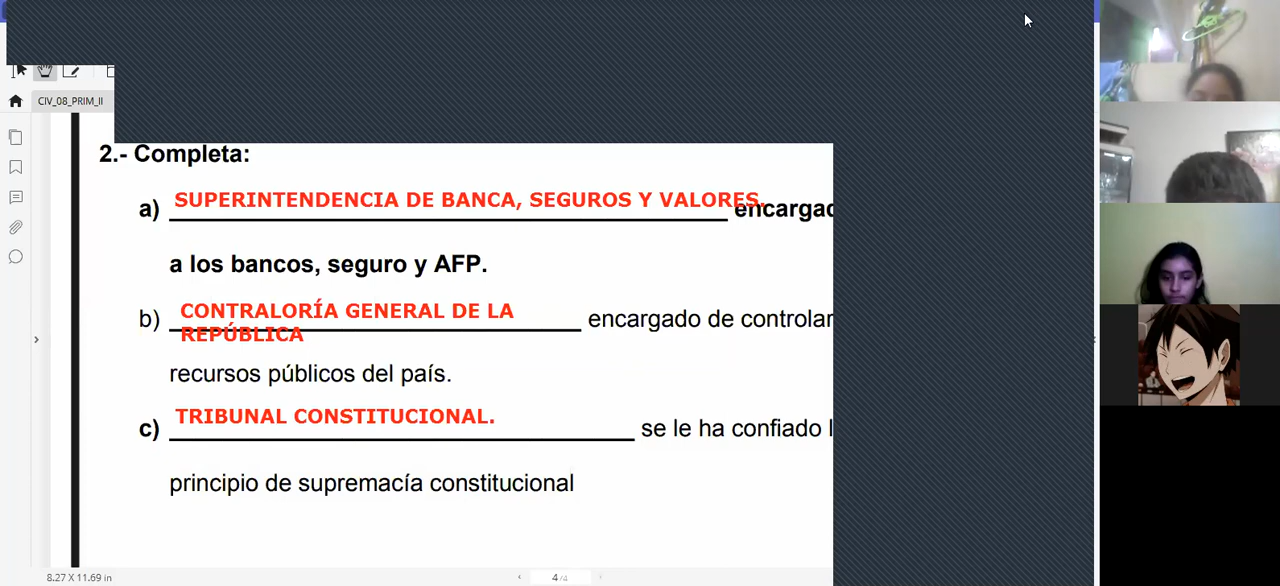 CIV_08_PRIM_II
2.- Completa:
SUPERINTENDENCIA DE BANCA, SEGUROS Y VALORES.
a) encargad
a los bancos, seguro y AFP.
CONTRALORÍA GENERAL DE LA
REPÚBLICA
b) encargado de controlar
recursos públicos del país.
TRIBUNAL CONSTITUCIONAL.
c) se le ha confiado l
principio de supremacía constitucional
8.27 X 11.69 in
4 /4